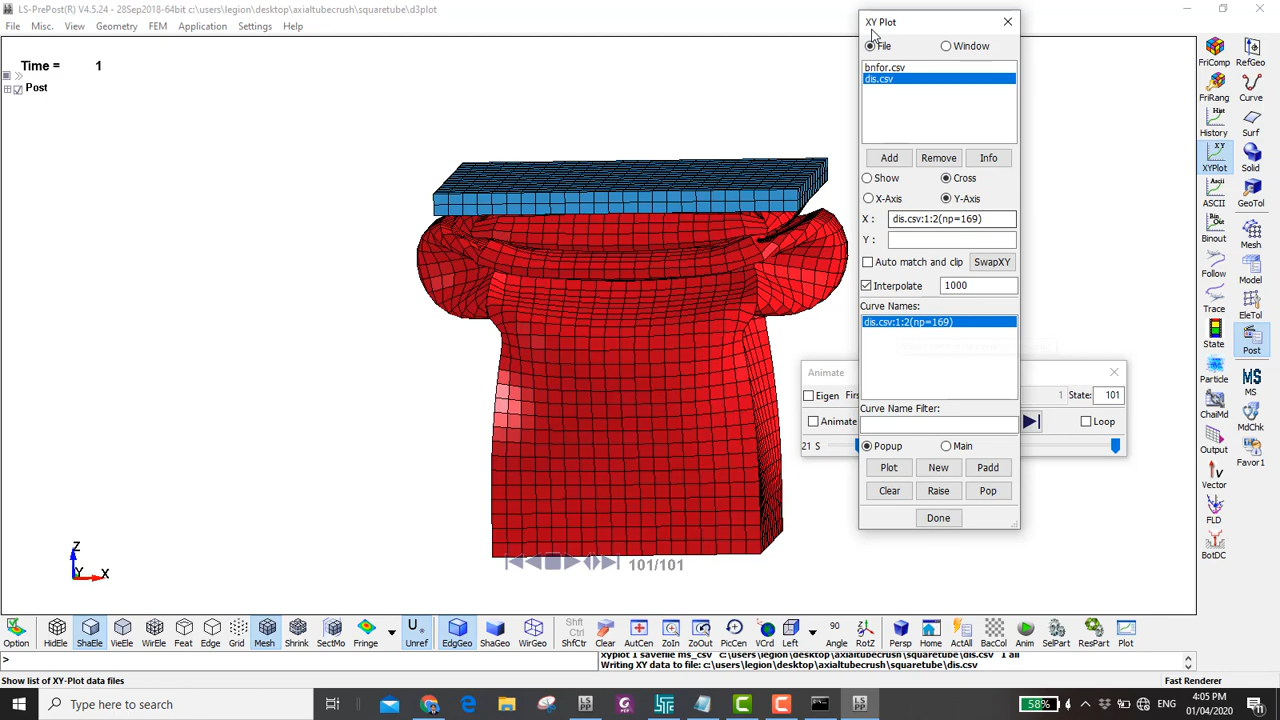 LS-PrePost(R) V4.5.24 - 28Sep2018-64bit c:\users\legion\desktop\axialtubecrush\squaretube\d3plot
File Misc. View Geometry FEM Application Settings Help
Time = 1
Post
XY Plot
File Window
bnfor.csv
dis.csv
Add Remove Info
Show Cross
X-Axis Y-Axis
X : dis.csv:1:2(np=169)
Y :
Auto match and clip SwapXY
Interpolate 1000
Curve Names:
dis.csv:1:2(np=169)
Curve Name Filter:
Popup Main
Plot New Padd
Clear Raise Pop
Done
Animate
Eigen Firs 1 State: 101
Animate Loop
21 S
FriComp RefGeo
FriRang Curve
History Surf
XYPlot Solid
ASCII GeoTol
Binout Mesh
Follow Model
Trace EleTol
State Post
Particle MS
ChaiMd MdChk
Output Favor1
Vector
FLD
BotDC
Z
Y X
101/101
Option HidEle ShaEle VieEle WirEle Feat Edge Grid Mesh Shrink SectMo Fringe Unref EdgGeo ShaGeo WirGeo ShfCtr Clear AutCen ZoIn ZoOut PicCen VCrd Left Angle RotZ Persp Home ActAll BacCol Anim SelPart ResPart Plot
U
Shft
Ctrl
90
>
xyplot 1 savefile ms_csv "c:\users\legion\desktop\axialtubecrush\squaretube\dis.csv" 1 all
Writing XY data to file: c:\users\legion\desktop\axialtubecrush\squaretube\dis.csv
Show list of XY-Plot data files
Fast Renderer
Type here to search
58%
4:05 PM
01/04/2020